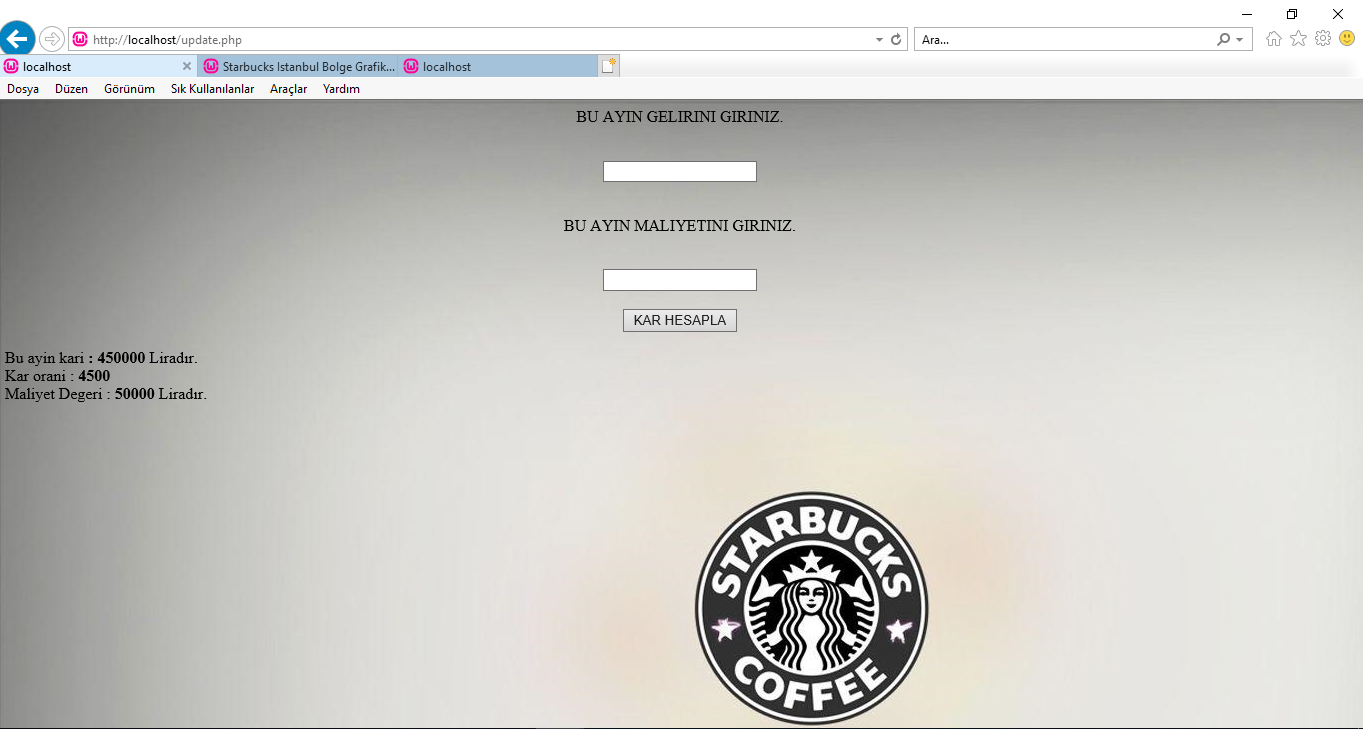 http://localhost/update.php
Ara...
localhost
Starbucks Istanbul Bolge Grafik...
localhost
Dosya Düzen Görünüm Sık Kullanılanlar Araçlar Yardım
BU AYIN GELIRINI GIRINIZ.
BU AYIN MALIYETINI GIRINIZ.
KAR HESAPLA
Bu ayin kari : 450000 Liradır.
Kar orani : 4500
Maliyet Degeri : 50000 Liradır.
STARBUCKS
COFFEE